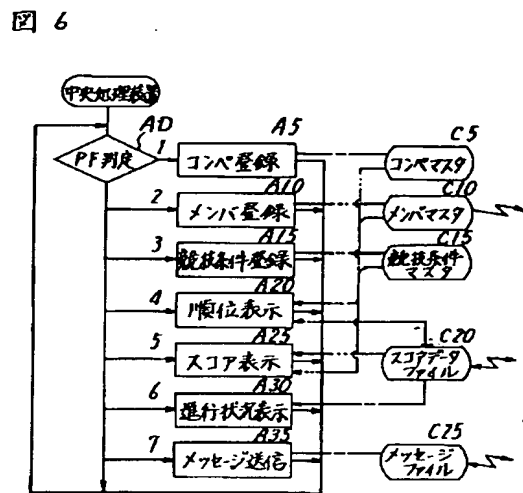 図 6
中央処理装置
AD
PF判定
1
A5
コンペ登録
C5
コンペマスタ
2
A10
メンバ登録
C10
メンバマスタ
3
A15
競技条件登録
C15
競技条件
マスタ
4
A20
順位表示
5
A25
スコア表示
C20
スコアデータ
ファイル
6
A30
進行状況表示
7
A35
メッセージ送信
C25
メッセージ
ファイル